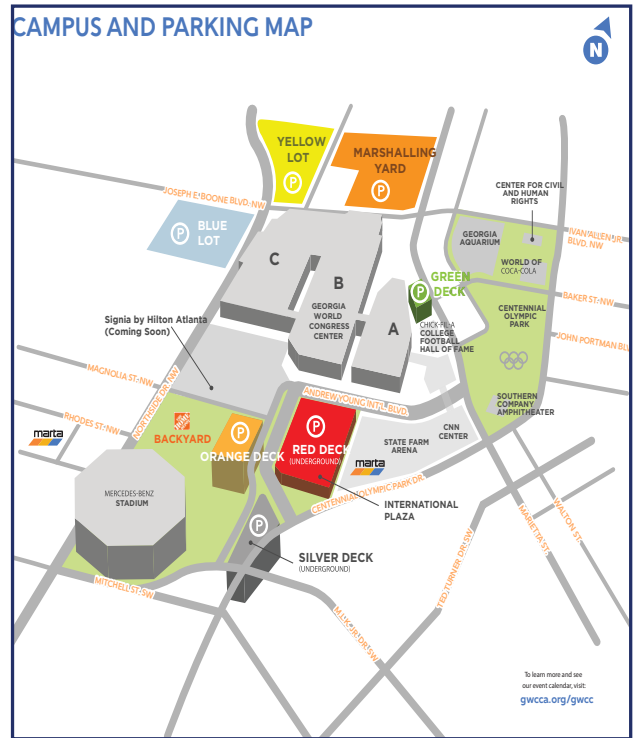 CAMPUS AND PARKING MAP
N
YELLOW
LOT
P
MARSHALLING
YARD
P
JOSEPH E. BOONE BLVD. NW
CENTER FOR CIVIL
AND HUMAN
RIGHTS
BLUE
LOT
P
GEORGIA
AQUARIUM
IVAN ALLEN JR.
BLVD. NW
WORLD OF
COCA-COLA
C
B
GEORGIA
WORLD
CONGRESS
CENTER
A
GREEN
DECK
P
BAKER ST. NW
CENTENNIAL
OLYMPIC
PARK
Signia by Hilton Atlanta
(Coming Soon)
CHICK-FIL-A
COLLEGE
FOOTBALL
HALL OF FAME
JOHN PORTMAN BLV
MAGNOLIA ST. NW
NORTHSIDE DR. NW
ANDREW YOUNG INT'L. BLVD.
SOUTHERN
COMPANY
AMPHITHEATER
RHODES ST. NW
marta
BACKYARD
P
ORANGE DECK
P
RED DECK
(UNDERGROUND)
STATE FARM
ARENA
CNN
CENTER
marta
CENTENNIAL OLYMPIC PARK DR.
INTERNATIONAL
PLAZA
MERCEDES-BENZ
STADIUM
P
SILVER DECK
(UNDERGROUND)
MARIETTA ST.
WALTON ST.
TED TURNER DR. SW
MITCHELL ST. SW
M.L.K. JR. DR. SW
To learn more and see
our event calendar, visit:
gwcca.org/gwcc